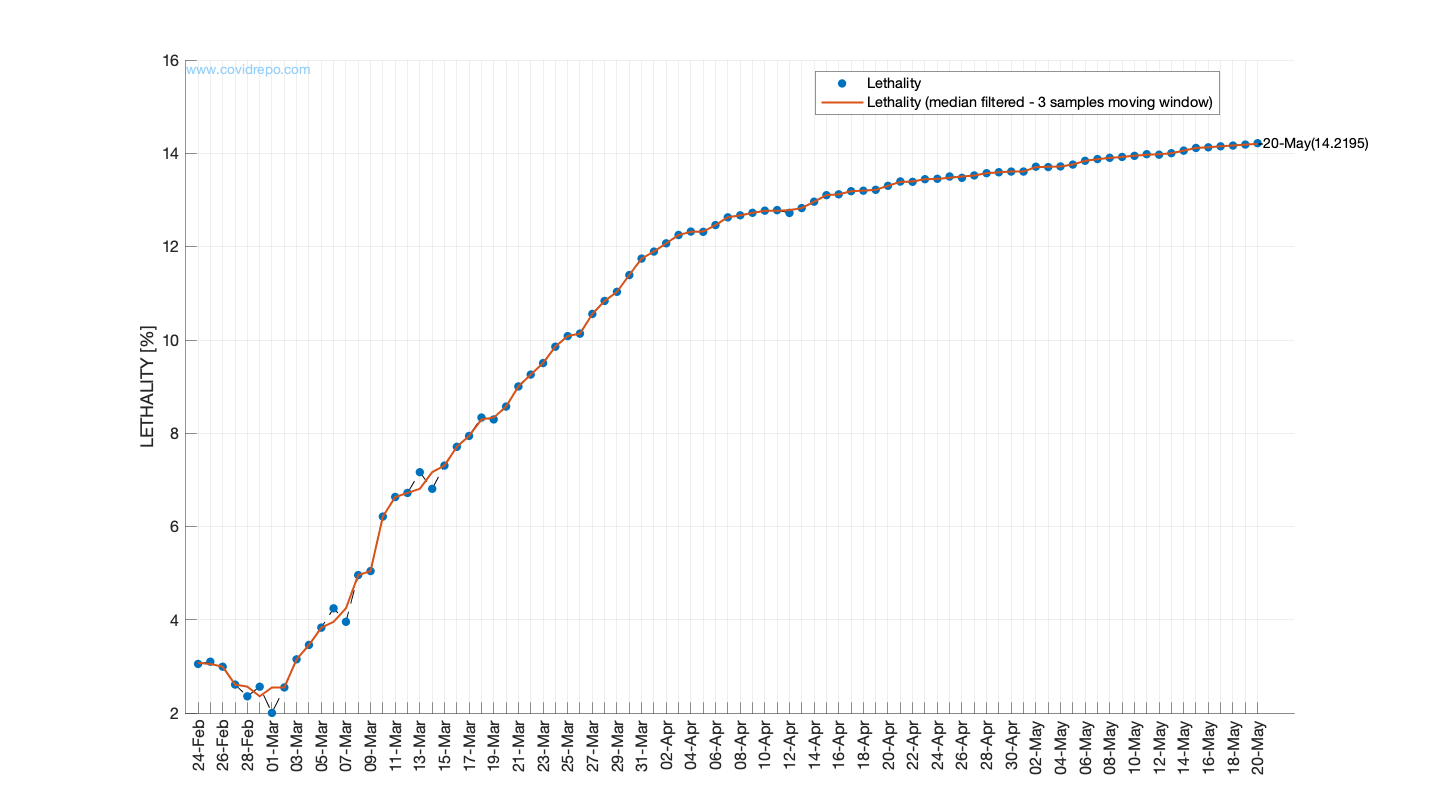 www.covidrepo.com
Lethality
Lethality (median filtered - 3 samples moving window)
16
14
12
10
8
6
4
2
LETHALITY [%]
20-May(14.2195)
24-Feb
26-Feb
28-Feb
01-Mar
03-Mar
05-Mar
07-Mar
09-Mar
11-Mar
13-Mar
15-Mar
17-Mar
19-Mar
21-Mar
23-Mar
25-Mar
27-Mar
29-Mar
31-Mar
02-Apr
04-Apr
06-Apr
08-Apr
10-Apr
12-Apr
14-Apr
16-Apr
18-Apr
20-Apr
22-Apr
24-Apr
26-Apr
28-Apr
30-Apr
02-May
04-May
06-May
08-May
10-May
12-May
14-May
16-May
18-May
20-May